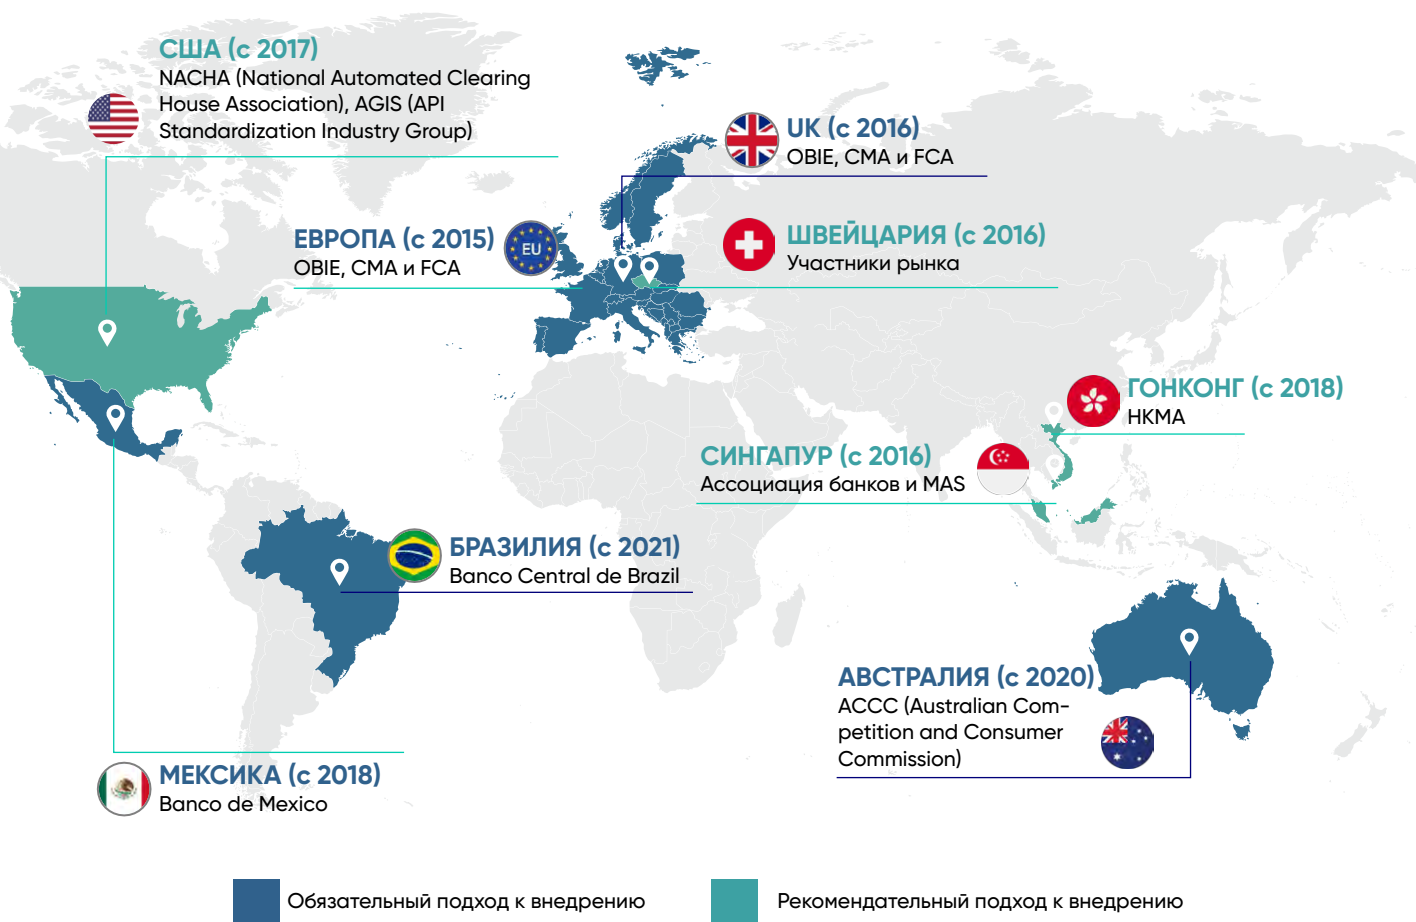 США (с 2017)
NACHA (National Automated Clearing
House Association), AGIS (API
Standardization Industry Group)
UK (с 2016)
OBIE, CMA и FCA
ЕВРОПА (с 2015)
OBIE, CMA и FCA
EU
ШВЕЙЦАРИЯ (с 2016)
Участники рынка
ГОНКОНГ (с 2018)
HKMA
СИНГАПУР (с 2016)
Ассоциация банков и MAS
БРАЗИЛИЯ (с 2021)
Banco Central de Brazil
АВСТРАЛИЯ (с 2020)
ACCC (Australian Com-
petition and Consumer
Commission)
МЕКСИКА (с 2018)
Banco de Mexico
Обязательный подход к внедрению
Рекомендательный подход к внедрению